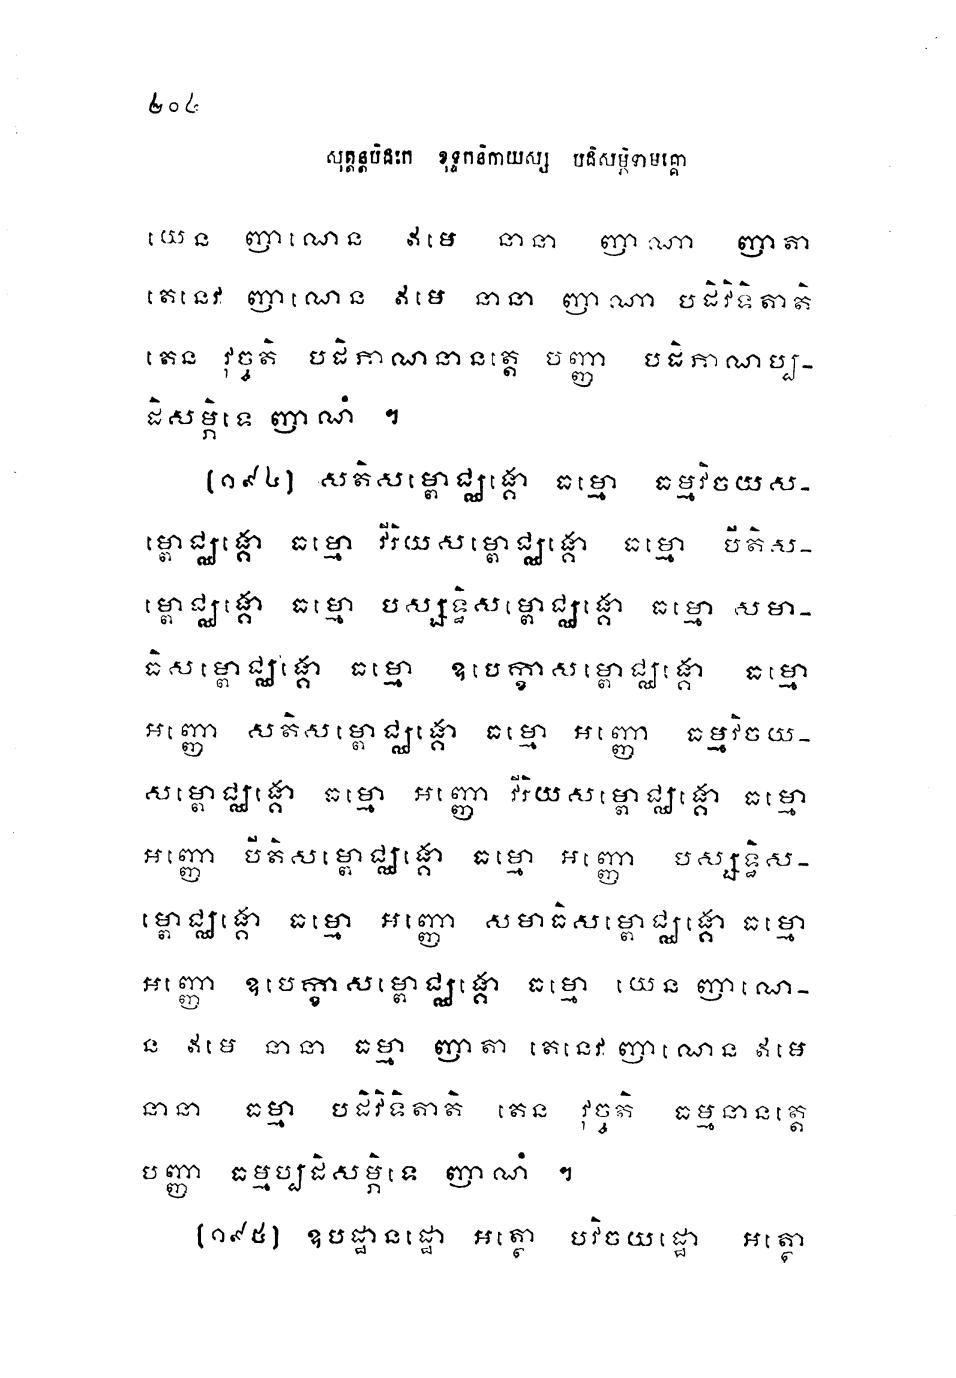 ២០៤
សុត្តន្តបិដកេ ខុទ្ទកនិកាយស្ស បដិសម្ភិទាមគ្គោ
យេន ញាណេន ឥមេ នានា ញាណា ញាតា
តេនេវ ញាណេន ឥមេ នានា ញាណា បដិវិទិតាតិ
តេន វុច្ចតិ បដិភាណនានត្តេ បញ្ញា បដិភាណប្ប-
ដិសម្ភិទេ ញាណំ ។
(១៩៤) សតិសម្ពោជ្ឈង្គោ ធម្មោ ធម្មវិចយស-
ម្ពោជ្ឈង្គោ ធម្មោ វីរិយសម្ពោជ្ឈង្គោ ធម្មោ បីតិស-
ម្ពោជ្ឈង្គោ ធម្មោ បស្សទ្ធិសម្ពោជ្ឈង្គោ ធម្មោ សមា-
ធិសម្ពោជ្ឈង្គោ ធម្មោ ឧបេក្ខាសម្ពោជ្ឈង្គោ ធម្មោ
អញ្ញោ សតិសម្ពោជ្ឈង្គោ ធម្មោ អញ្ញោ ធម្មវិចយ-
សម្ពោជ្ឈង្គោ ធម្មោ អញ្ញោ វីរិយសម្ពោជ្ឈង្គោ ធម្មោ
អញ្ញោ បីតិសម្ពោជ្ឈង្គោ ធម្មោ អញ្ញោ បស្សទ្ធិស-
ម្ពោជ្ឈង្គោ ធម្មោ អញ្ញោ សមាធិសម្ពោជ្ឈង្គោ ធម្មោ
អញ្ញោ ឧបេក្ខាសម្ពោជ្ឈង្គោ ធម្មោ យេន ញាណេ-
ន ឥមេ នានា ធម្មា ញាតា តេនេវ ញាណេន ឥមេ
នានា ធម្មា បដិវិទិតាតិ តេន វុច្ចតិ ធម្មនានត្តេ
បញ្ញា ធម្មប្បដិសម្ភិទេ ញាណំ ។
(១៩៥) ឧបដ្ឋានដ្ឋោ អត្ថោ បវិចយដ្ឋោ អត្ថោ